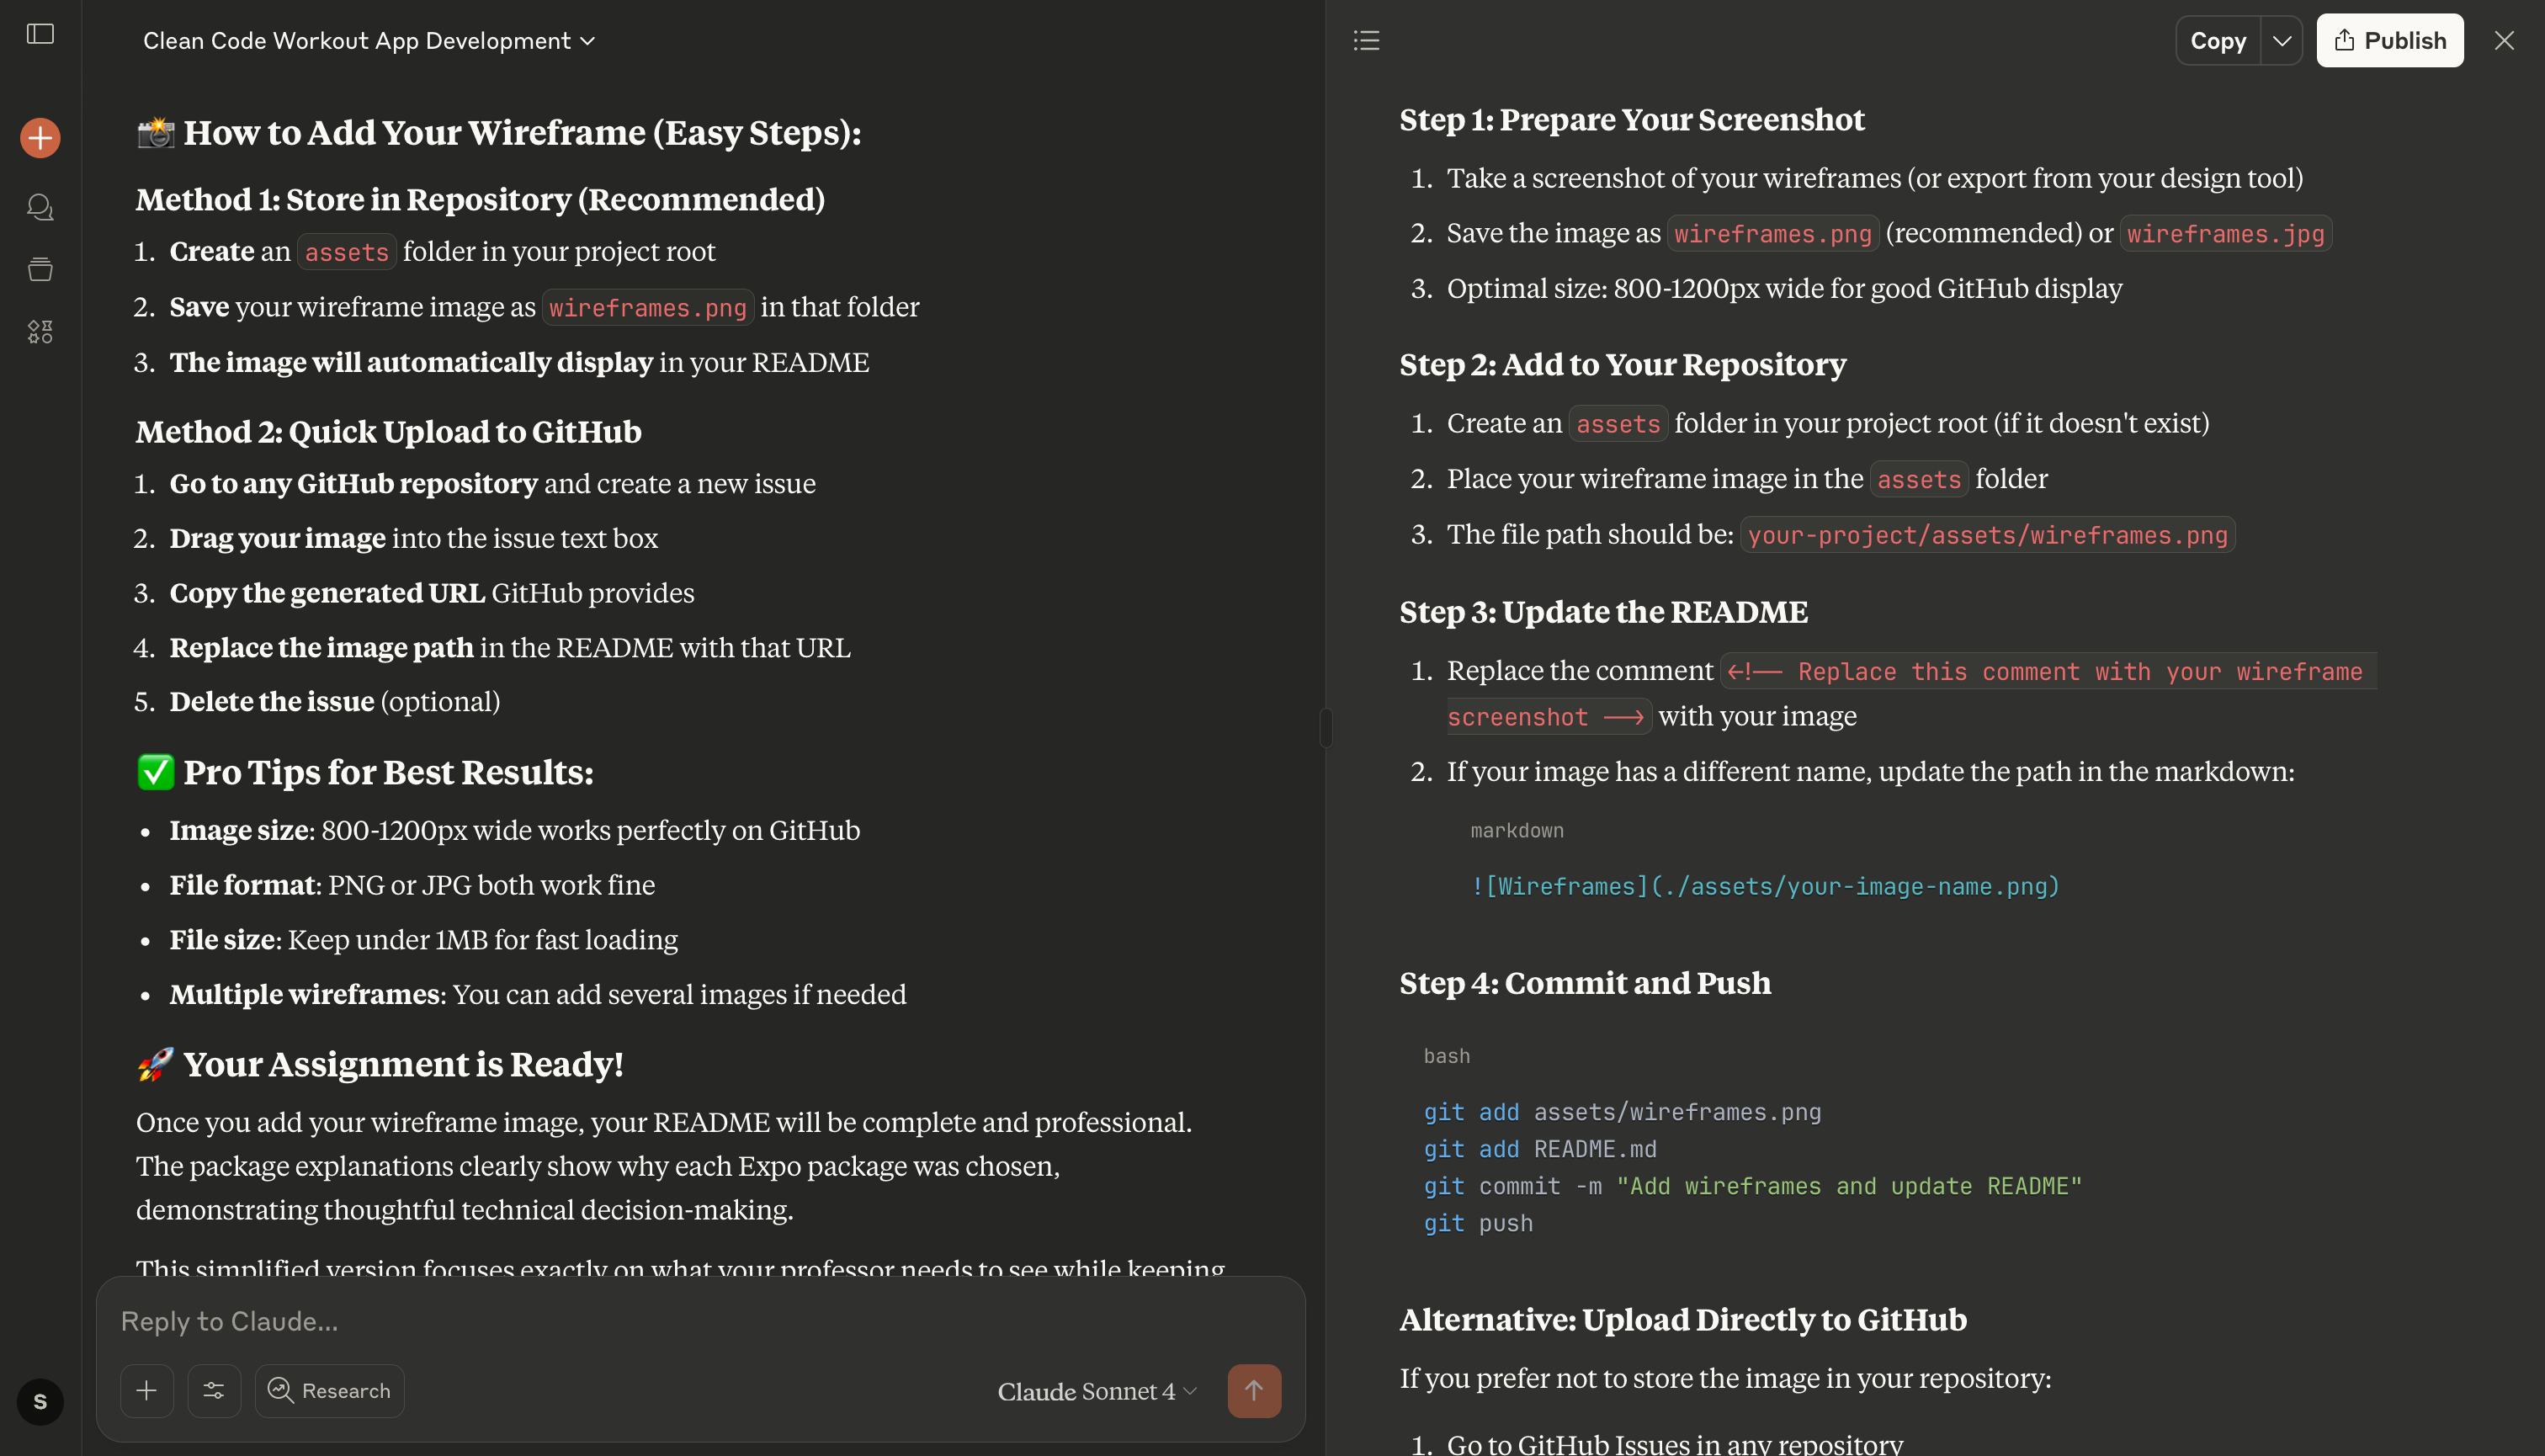 Clean Code Workout App Development
📸 How to Add Your Wireframe (Easy Steps):
Method 1: Store in Repository (Recommended)
1. Create an assets folder in your project root
2. Save your wireframe image as wireframes.png in that folder
3. The image will automatically display in your README
Method 2: Quick Upload to GitHub
1. Go to any GitHub repository and create a new issue
2. Drag your image into the issue text box
3. Copy the generated URL GitHub provides
4. Replace the image path in the README with that URL
5. Delete the issue (optional)
✅ Pro Tips for Best Results:
• Image size: 800-1200px wide works perfectly on GitHub
• File format: PNG or JPG both work fine
• File size: Keep under 1MB for fast loading
• Multiple wireframes: You can add several images if needed
🚀 Your Assignment is Ready!
Once you add your wireframe image, your README will be complete and professional.
The package explanations clearly show why each Expo package was chosen,
demonstrating thoughtful technical decision-making.
This simplified version focuses exactly on what your professor needs to see while keeping
Reply to Claude...
Research
Claude Sonnet 4
S
Copy
Publish
Step 1: Prepare Your Screenshot
1. Take a screenshot of your wireframes (or export from your design tool)
2. Save the image as wireframes.png (recommended) or wireframes.jpg
3. Optimal size: 800-1200px wide for good GitHub display
Step 2: Add to Your Repository
1. Create an assets folder in your project root (if it doesn't exist)
2. Place your wireframe image in the assets folder
3. The file path should be: your-project/assets/wireframes.png
Step 3: Update the README
1. Replace the comment <!-- Replace this comment with your wireframe
screenshot --> with your image
2. If your image has a different name, update the path in the markdown:
markdown
![Wireframes](./assets/your-image-name.png)
Step 4: Commit and Push
bash
git add assets/wireframes.png
git add README.md
git commit -m "Add wireframes and update README"
git push
Alternative: Upload Directly to GitHub
If you prefer not to store the image in your repository:
1. Go to GitHub Issues in any repository